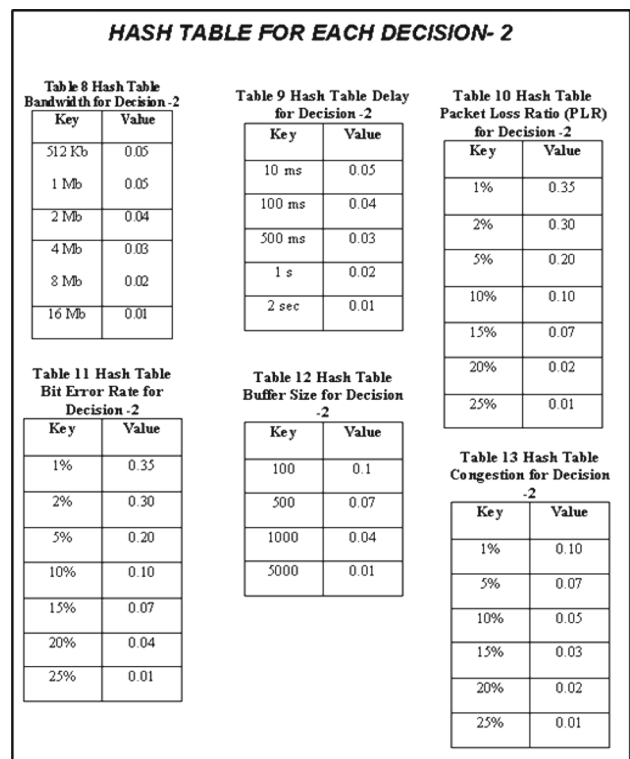 HASH TABLE FOR EACH DECISION- 2
Table 8 Hash Table
Bandwidth for Decision -2
Key Value
512 Kb 0.05
1 Mb 0.05
2 Mb 0.04
4 Mb 0.03
8 Mb 0.02
16 Mb 0.01
Table 9 Hash Table Delay
for Decision -2
Key Value
10 ms 0.05
100 ms 0.04
500 ms 0.03
1 s 0.02
2 sec 0.01
Table 10 Hash Table
Packet Loss Ratio (PLR)
for Decision -2
Key Value
1% 0.35
2% 0.30
5% 0.20
10% 0.10
15% 0.07
20% 0.02
25% 0.01
Table 11 Hash Table
Bit Error Rate for
Decision -2
Key Value
1% 0.35
2% 0.30
5% 0.20
10% 0.10
15% 0.07
20% 0.04
25% 0.01
Table 12 Hash Table
Buffer Size for Decision
-2
Key Value
100 0.1
500 0.07
1000 0.04
5000 0.01
Table 13 Hash Table
Congestion for Decision
-2
Key Value
1% 0.10
5% 0.07
10% 0.05
15% 0.03
20% 0.02
25% 0.01